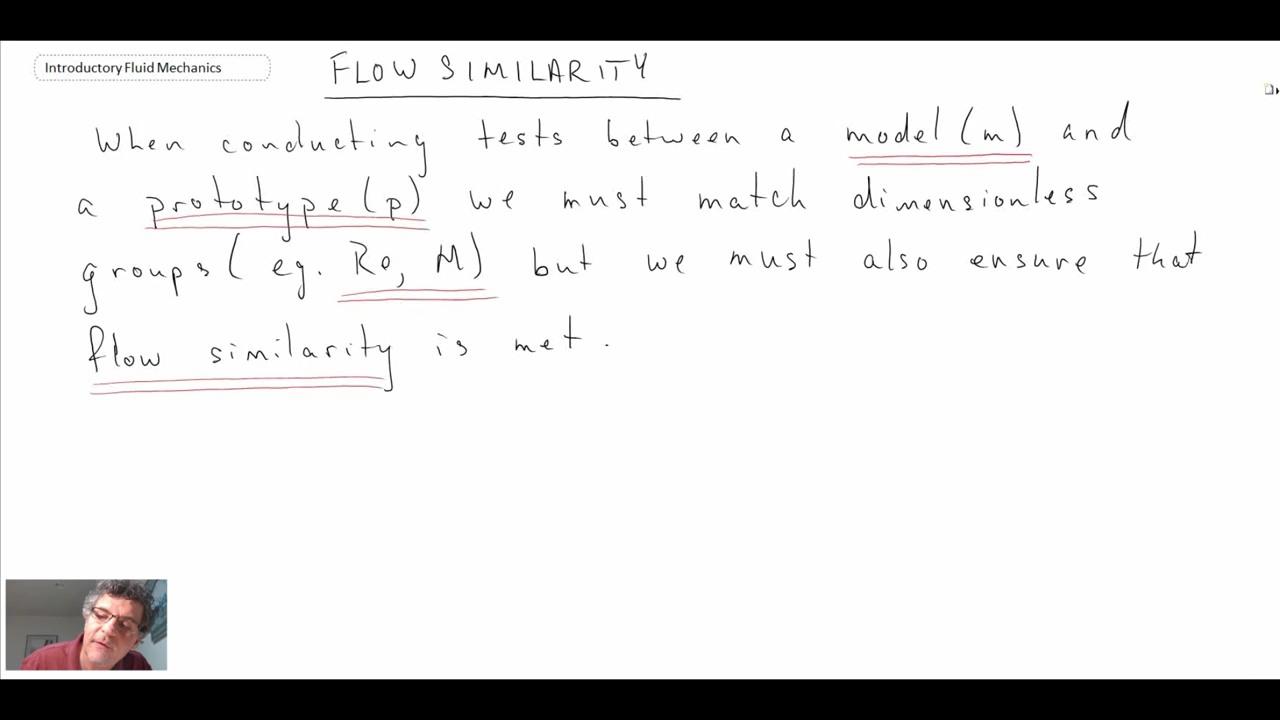 Introductory Fluid Mechanics
FLOW SIMILARITY
When conducting tests between a model (m) and
a prototype (p) we must match dimensionless
groups ( eg. Re, M) but we must also ensure that
flow similarity is met.